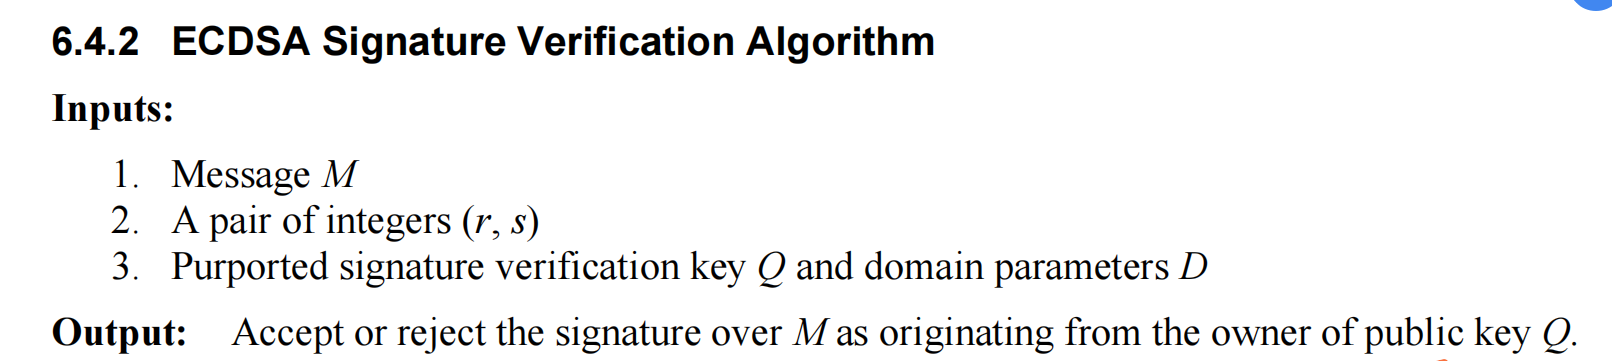 6.4.2 ECDSA Signature Verification Algorithm
Inputs:
1. Message M
2. A pair of integers (r, s)
3. Purported signature verification key Q and domain parameters D
Output: Accept or reject the signature over M as originating from the owner of public key Q.